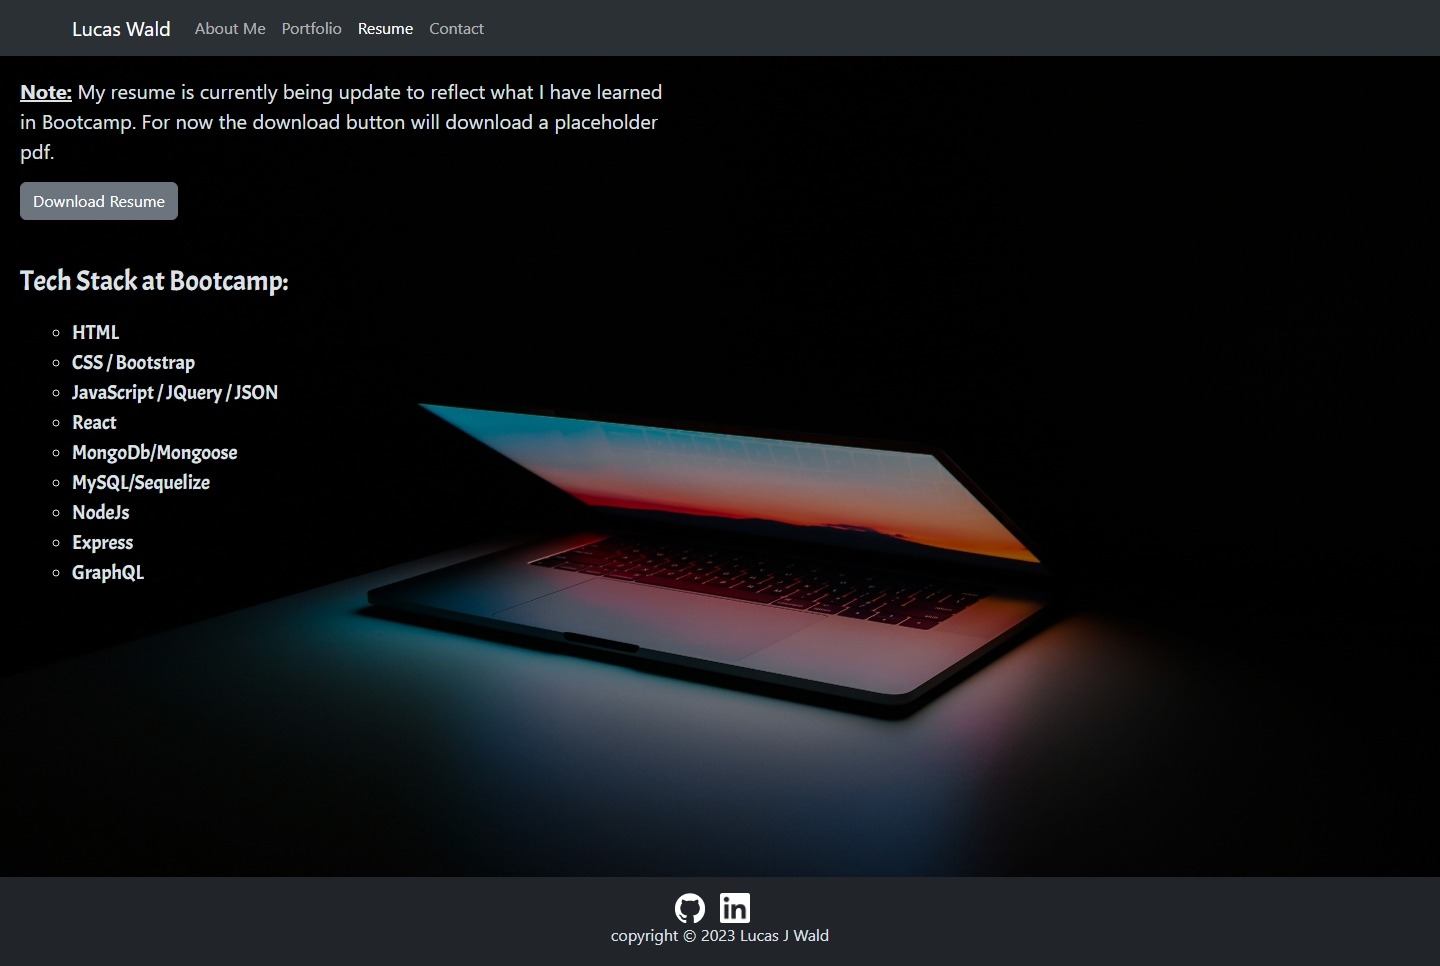 Lucas Wald About Me Portfolio Resume Contact
Note: My resume is currently being update to reflect what I have learned
in Bootcamp. For now the download button will download a placeholder
pdf.
Download Resume
Tech Stack at Bootcamp:
HTML
CSS / Bootstrap
JavaScript / JQuery / JSON
React
MongoDb/Mongoose
MySQL/Sequelize
NodeJs
Express
GraphQL
in
copyright © 2023 Lucas J Wald